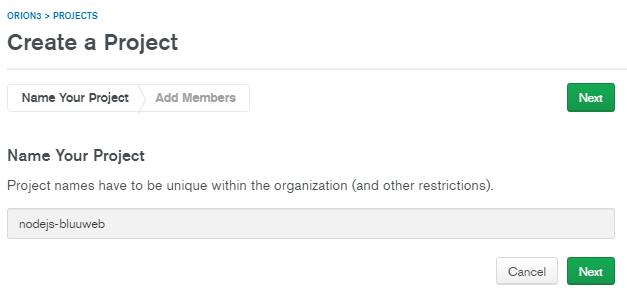 ORION3 > PROJECTS
Create a Project
Name Your Project Add Members Next
Name Your Project
Project names have to be unique within the organization (and other restrictions).
nodejs-bluuweb
Cancel Next